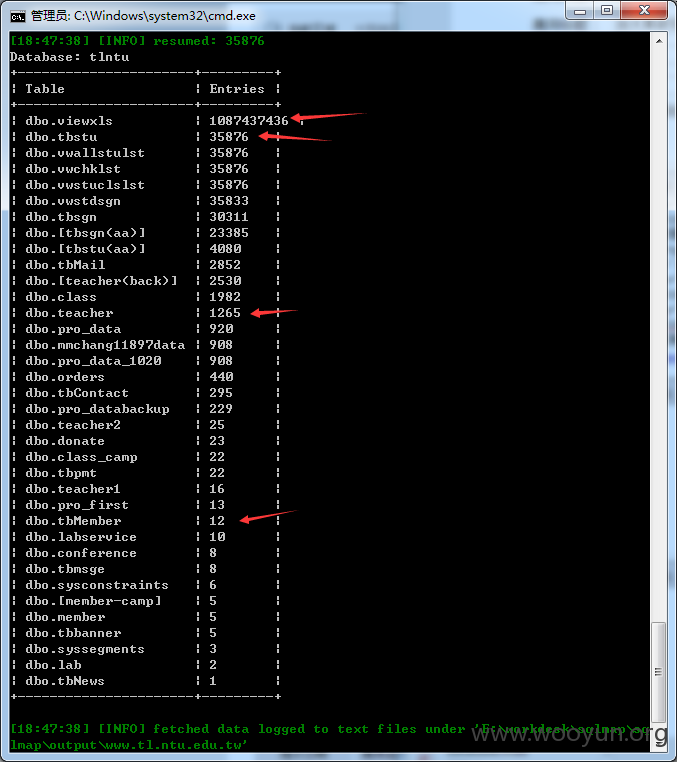 管理员: C:\Windows\system32\cmd.exe
[18:47:38] [INFO] resumed: 35876
Database: tlntu
+----------------------+---------+
| Table | Entries |
+----------------------+---------+
| dbo.viewxls | 1087437436 |
| dbo.tbstu | 35876 |
| dbo.vwallstulst | 35876 |
| dbo.vwchklst | 35876 |
| dbo.vwstuclslst | 35876 |
| dbo.vwstdsgn | 35833 |
| dbo.tbsgn | 30311 |
| dbo.[tbsgn(aa)] | 23385 |
| dbo.[tbstu(aa)] | 4080 |
| dbo.tbMail | 2852 |
| dbo.[teacher(back)] | 2530 |
| dbo.class | 1982 |
| dbo.teacher | 1265 |
| dbo.pro_data | 920 |
| dbo.mmchang11897data | 908 |
| dbo.pro_data_1020 | 908 |
| dbo.orders | 440 |
| dbo.tbContact | 295 |
| dbo.pro_databackup | 229 |
| dbo.teacher2 | 25 |
| dbo.donate | 23 |
| dbo.class_camp | 22 |
| dbo.tbpmt | 22 |
| dbo.teacher1 | 16 |
| dbo.pro_first | 13 |
| dbo.tbMember | 12 |
| dbo.labservice | 10 |
| dbo.conference | 8 |
| dbo.tbmsge | 8 |
| dbo.sysconstraints | 6 |
| dbo.[member-camp] | 5 |
| dbo.member | 5 |
| dbo.tbbanner | 5 |
| dbo.syssegments | 3 |
| dbo.lab | 2 |
| dbo.tbNews | 1 |
+----------------------+---------+
[18:47:38] [INFO] fetched data logged to text files under 'E:\workdesk\sqlmap\sq
lmap\output\www.tl.ntu.edu.tw'
www.wooyun.org